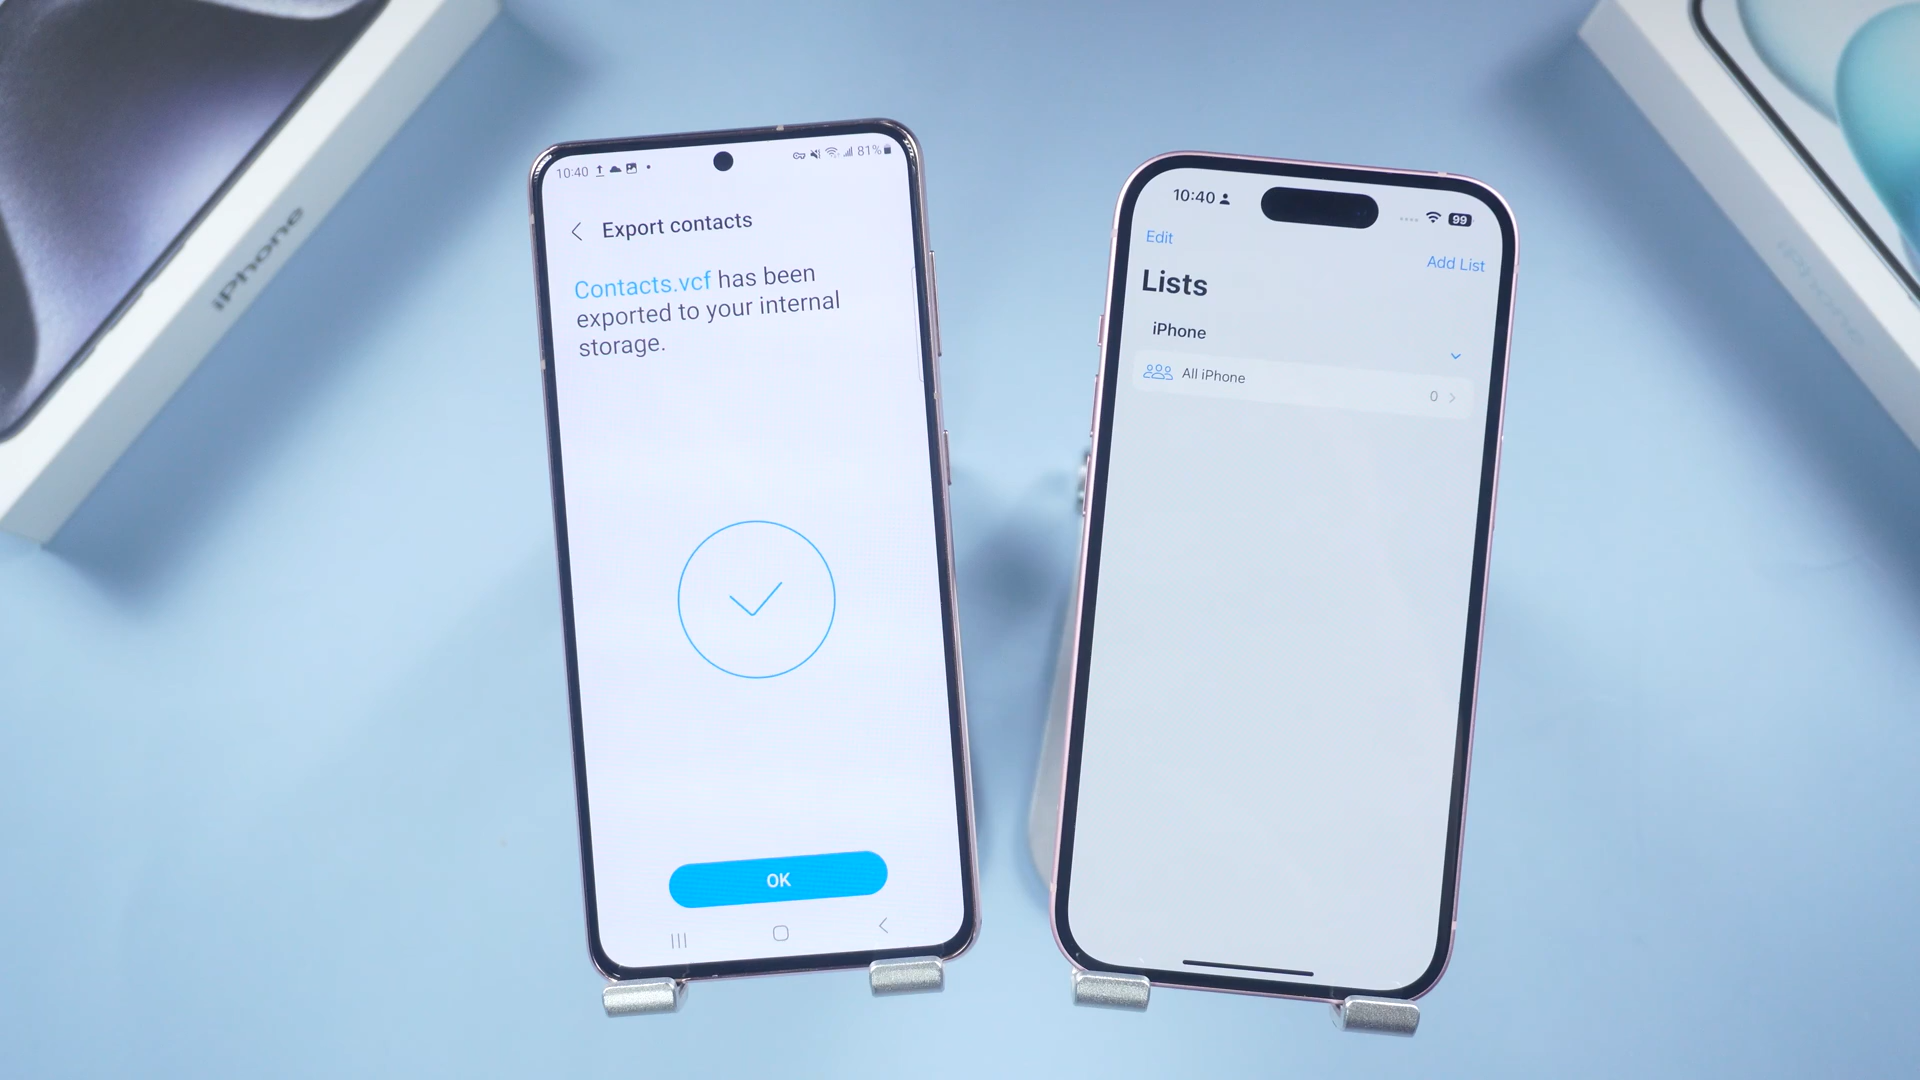 iPhone
10:40
81%
Export contacts
Contacts.vcf has been
exported to your internal
storage.
OK
10:40
99
Edit
Add List
Lists
iPhone
All iPhone
0
iPhone